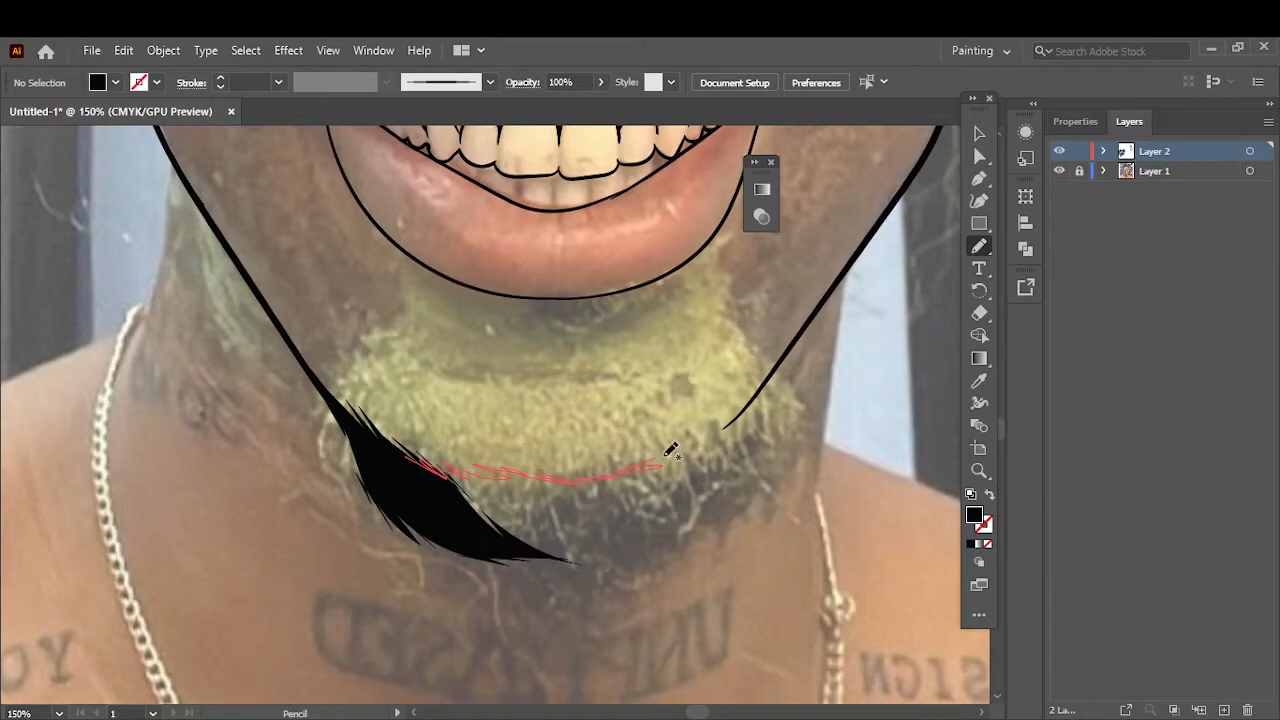 Ai File Edit Object Type Select Effect View Window Help Painting Search Adobe Stock
No Selection Stroke: Opacity: 100% Style: Document Setup Preferences
Untitled-1* @ 150% (CMYK/GPU Preview)
Properties Layers
Layer 2
Layer 1
T
YO
SIGN
150% 1 Pencil 2 La...